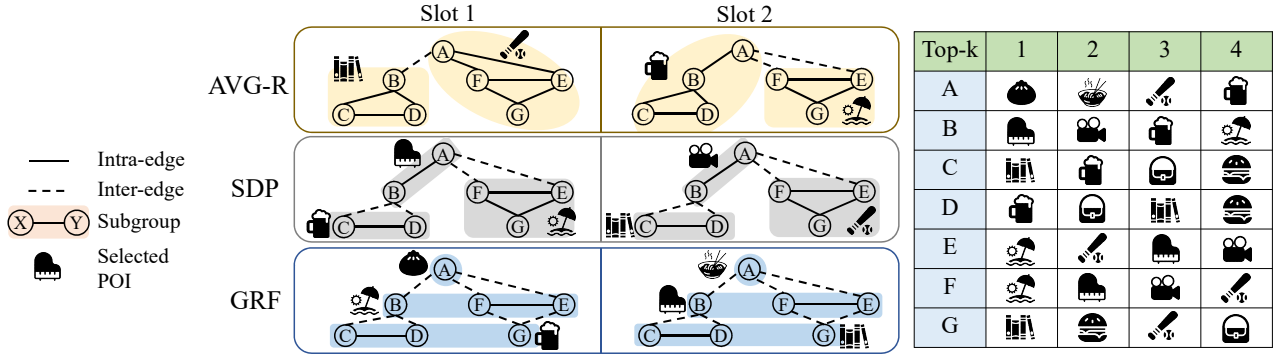 Slot 1 Slot 2
AVG-R
A
B F E
C D G
A
B F E
C D G
SDP
A
B F E
C D G
A
B F E
C D G
GRF
A
B F E
C D G
A
B F E
C D G
Intra-edge
Inter-edge
X Y Subgroup
Selected
POI
Top-k 1 2 3 4
A
B
C
D
E
F
G